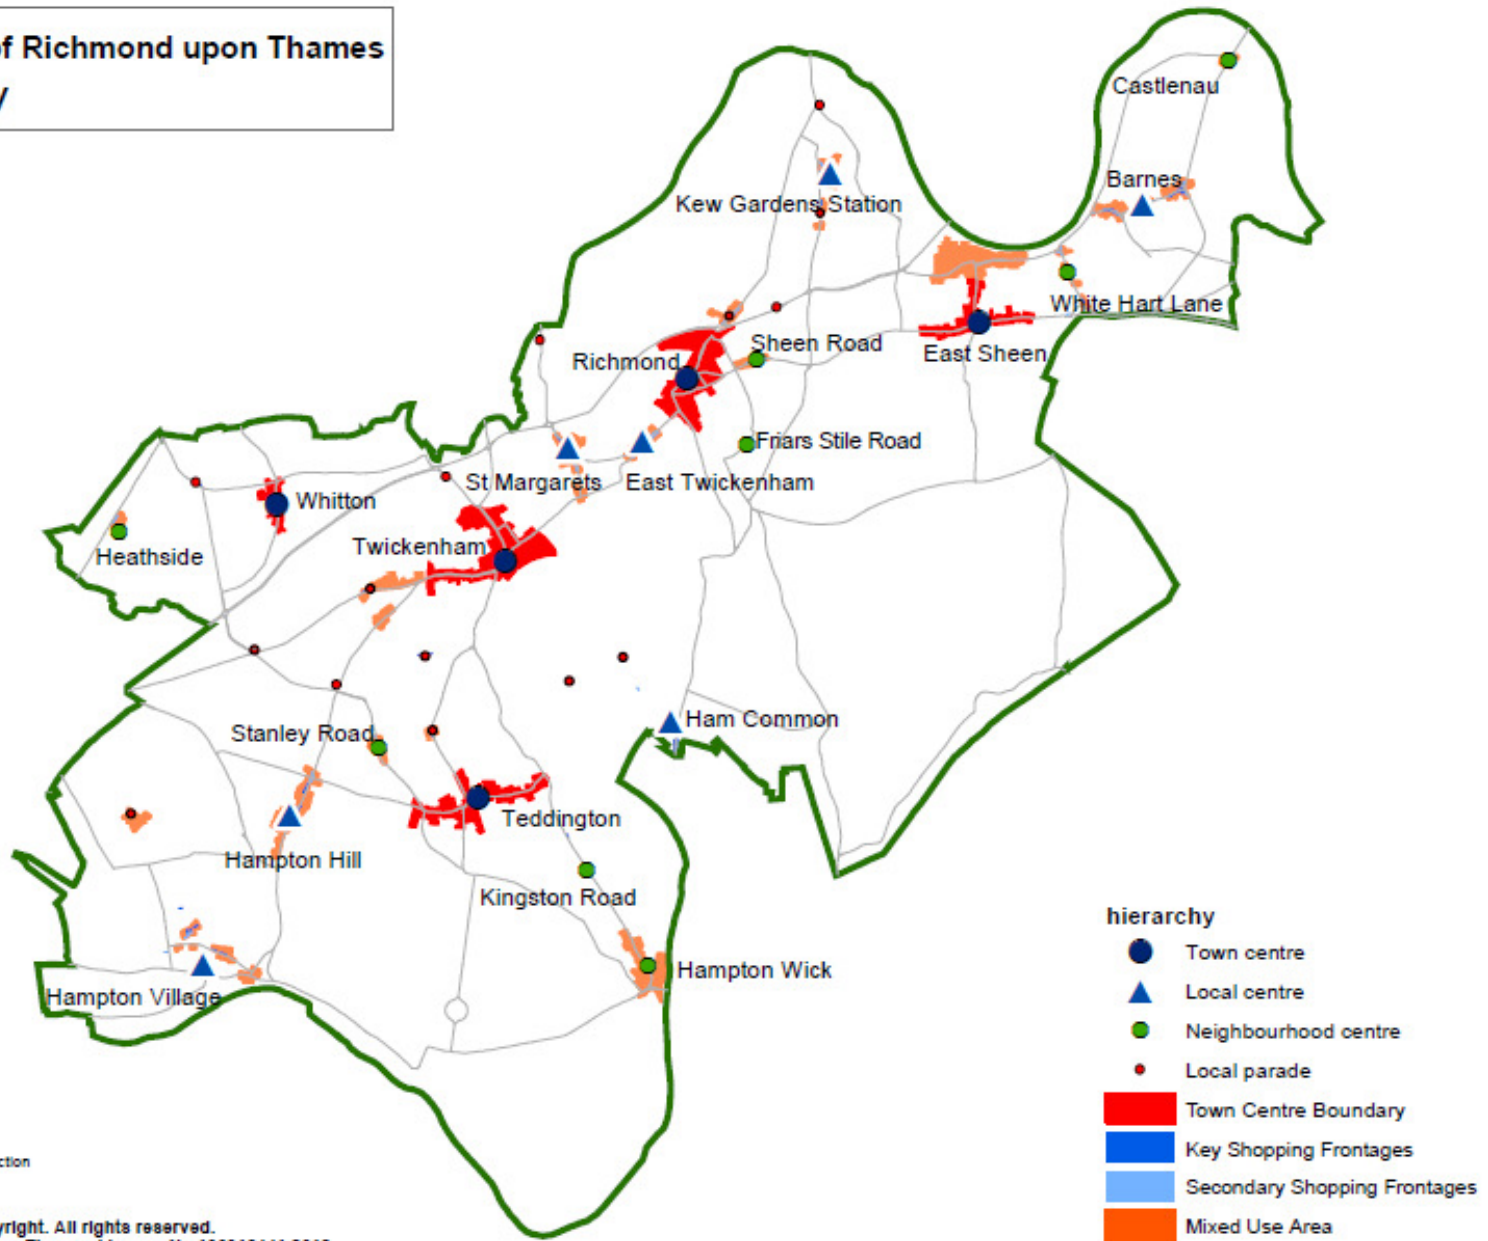 of Richmond upon Thames
y
Castlenau
Barnes
Kew Gardens Station
White Hart Lane
Sheen Road
East Sheen
Richmond
Friars Stile Road
St Margarets
East Twickenham
Whitton
Twickenham
Heathside
Ham Common
Stanley Road
Teddington
Hampton Hill
Kingston Road
Hampton Wick
Hampton Village
hierarchy
Town centre
Local centre
Neighbourhood centre
Local parade
Town Centre Boundary
Key Shopping Frontages
Secondary Shopping Frontages
Mixed Use Area
ction
yright. All rights reserved.